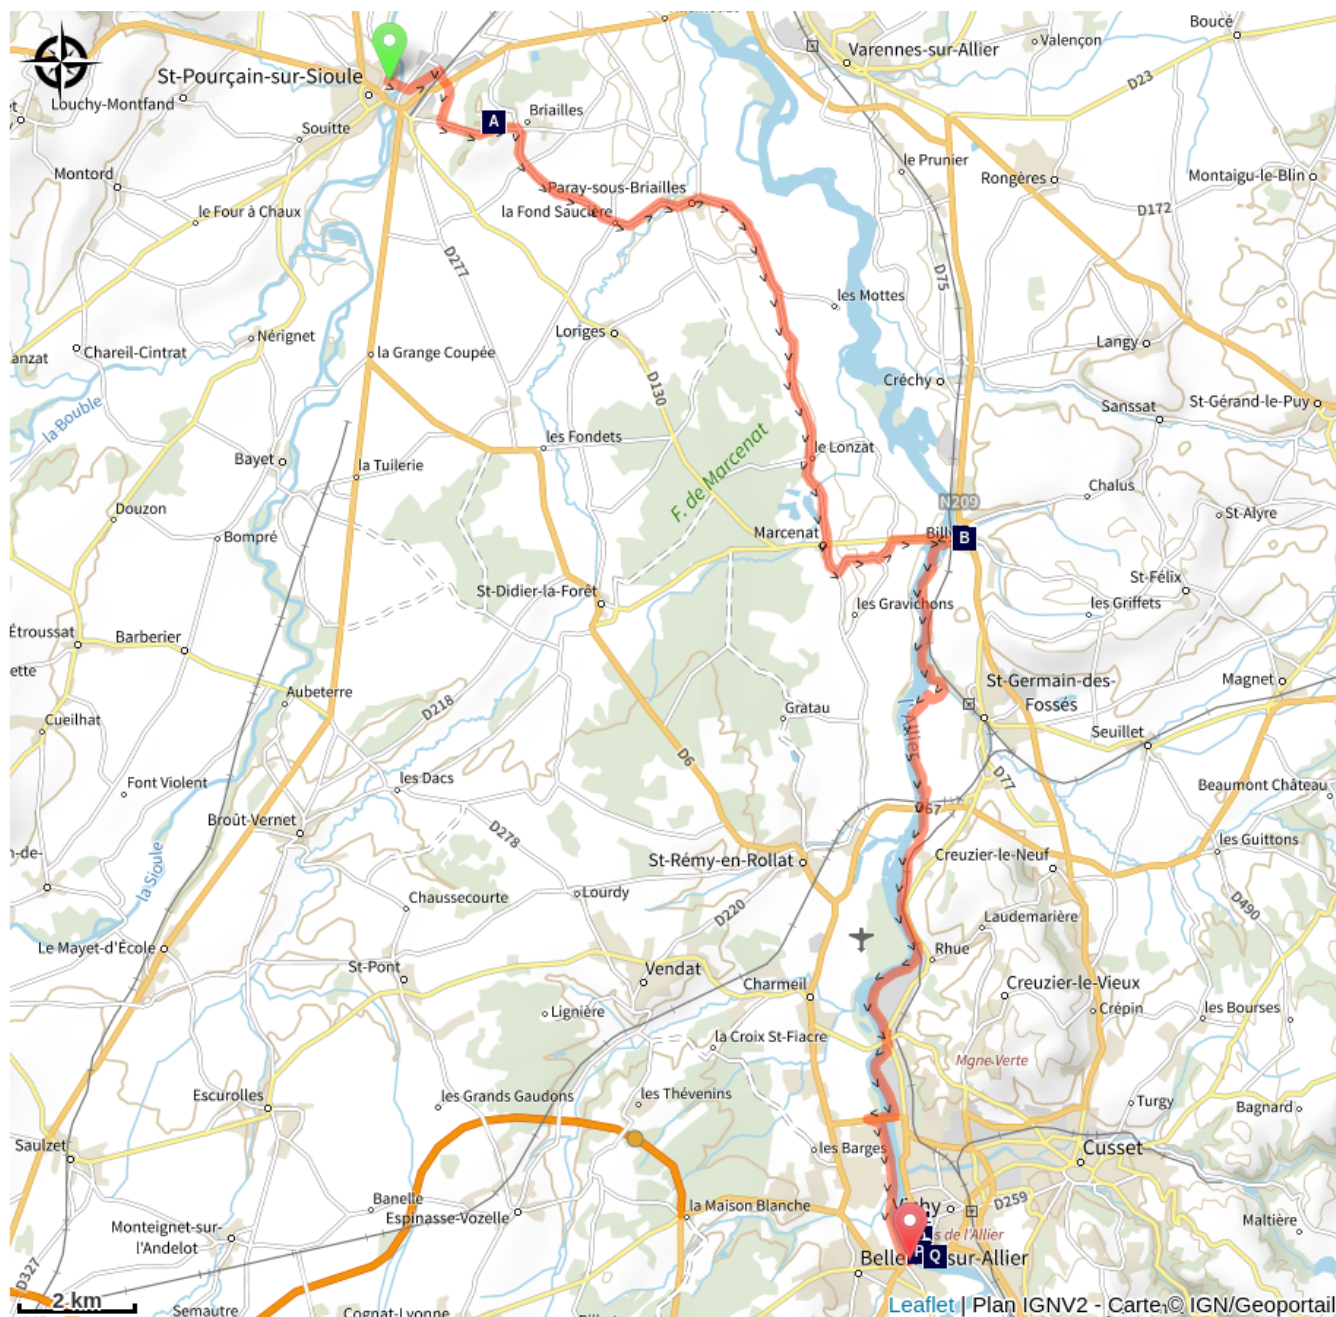 Boucé
Varennes-sur-Allier
Valençon
St-Pourçain-sur-Sioule
D23
Louchy-Montfand
A
Briailles
Souitte
le Prunier
Montord
Rongères
Montaigu-le-Blin
Paray-sous-Briailles
le Four à Chaux
la Fond Saucière
D172
D277
D75
les Mottes
Loriges
Nérignet
Langy
anzat
Chareil-Cintrat
la Grange Coupée
Créchy
D130
St-Gérand-le-Puy
Sanssat
la Bouble
les Fondets
le Lonzat
Bayet
la Tuilerie
F. de Marcenat
Chalus
N209
Douzon
St-Alyre
Marcenat
B
Bompré
St-Félix
St-Didier-la-Forêt
les Gravichons
les Griffets
Étroussat
Barberier
ette
Magnet
Aubeterre
St-Germain-des-
Fossés
D218
Gratau
l'Allier
Cueilhat
Seuillet
D6
Font Violent
les Dacs
D77
Beaumont Château
D67
Broût-Vernet
D278
les Guittons
n-de-
St-Rémy-en-Rollat
Creuzier-le-Neuf
la Sioule
Lourdy
Chaussecourte
D220
D490
Laudemarière
Le Mayet-d'École
Rhue
St-Pont
Vendat
Charmeil
Creuzier-le-Vieux
Lignière
Crépin
les Bourses
la Croix St-Fiacre
Mgne-Verte
Escurolles
les Grands Gaudons
les Thévenins
Turgy
Bagnard
Saulzet
les Barges
Cusset
Banelle
la Maison Blanche
D259
Espinasse-Vozelle
Maltière
Monteignet-sur-
l'Andelot
Q
D327
2 km
Semautre
Cognat-Lyonne
Leaflet | Plan IGNV2 - Carte © IGN/Geoportail